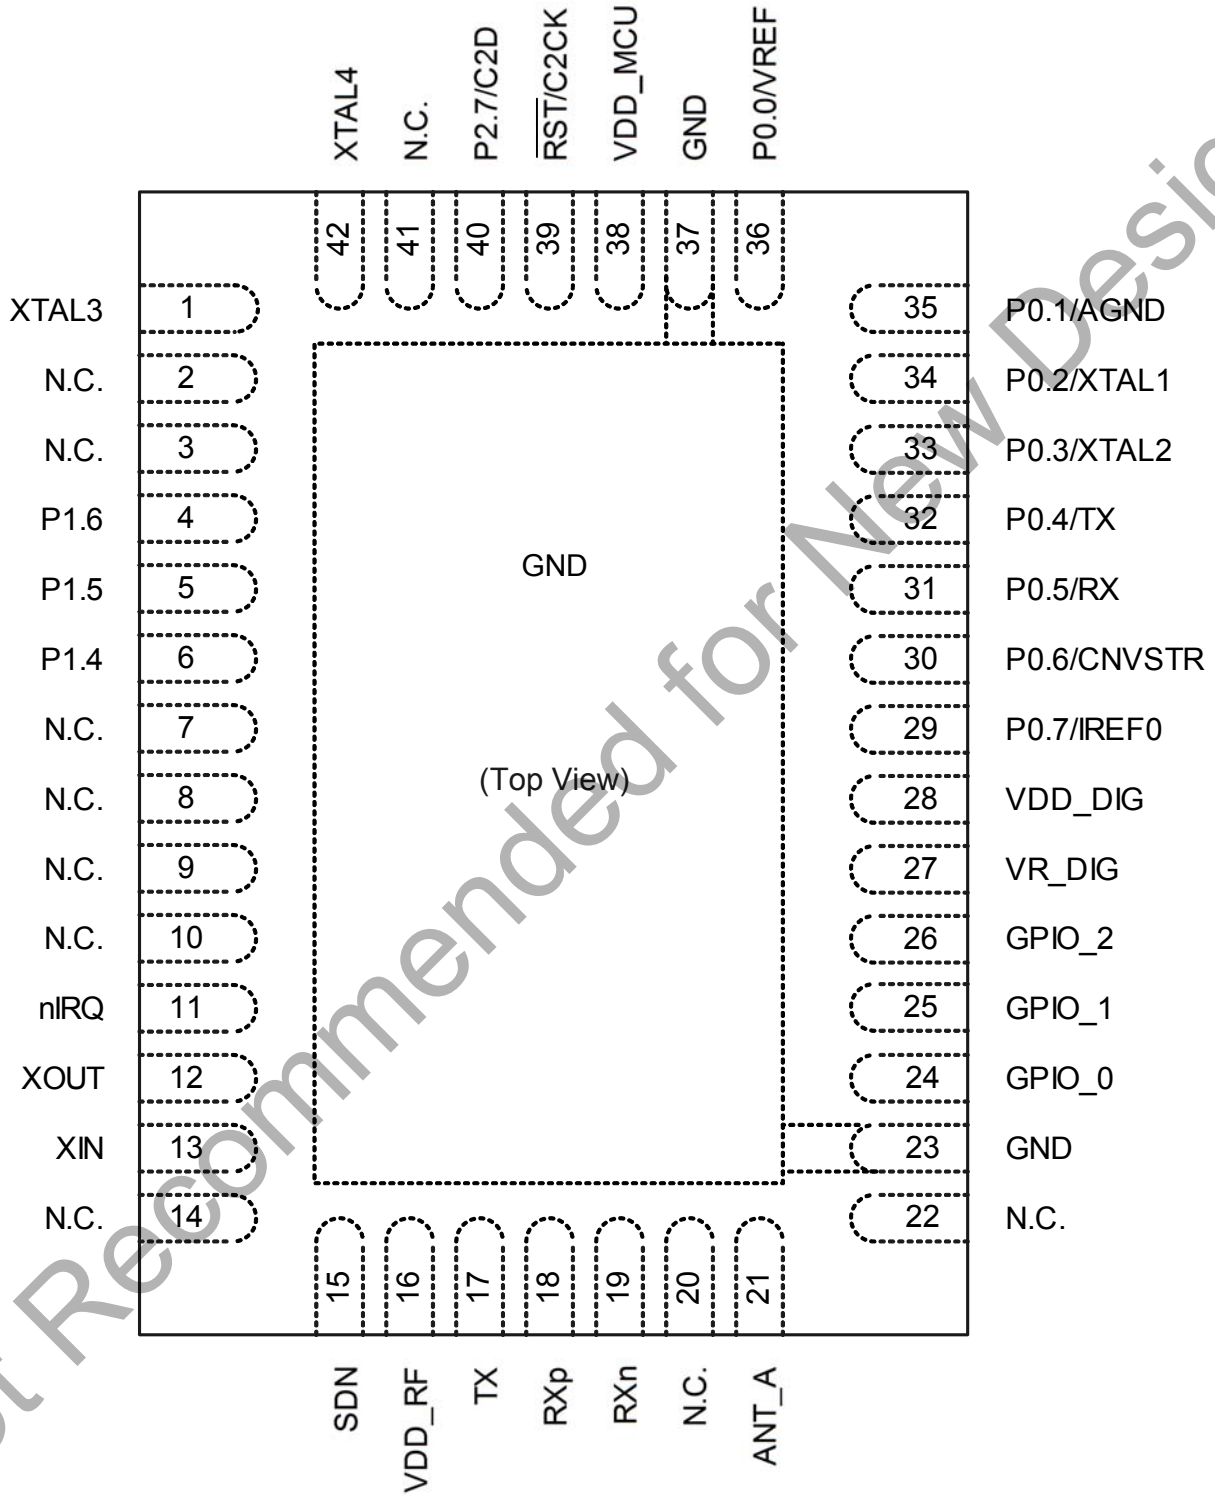 XTAL4
N.C.
P2.7/C2D
RST/C2CK
VDD_MCU
GND
P0.0/VREF
42
41
40
39
38
37
36
XTAL3 1
N.C. 2
N.C. 3
P1.6 4
P1.5 5
P1.4 6
N.C. 7
N.C. 8
N.C. 9
N.C. 10
nIRQ 11
XOUT 12
XIN 13
N.C. 14
GND
(Top View)
35 P0.1/AGND
34 P0.2/XTAL1
33 P0.3/XTAL2
32 P0.4/TX
31 P0.5/RX
30 P0.6/CNVSTR
29 P0.7/IREF0
28 VDD_DIG
27 VR_DIG
26 GPIO_2
25 GPIO_1
24 GPIO_0
23 GND
22 N.C.
15
16
17
18
19
20
21
SDN
VDD_RF
TX
RXp
RXn
N.C.
ANT_A
Recommended for New